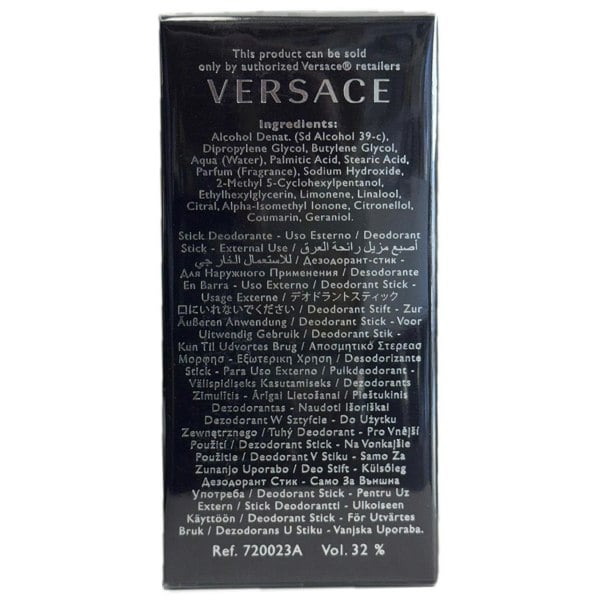 This product can be sold
only by authorized Versace® retailers
VERSACE
Ingredients:
Alcohol Denat. (Sd Alcohol 39-c),
Dipropylene Glycol, Butylene Glycol,
Aqua (Water), Palmitic Acid, Stearic Acid,
Parfum (Fragrance), Sodium Hydroxide,
2-Methyl 5-Cyclohexylpentanol,
Ethylhexylglycerin, Limonene, Linalool,
Citral, Alpha-Isomethyl Ionone, Citronellol,
Coumarin, Geraniol.
Stick Deodorante - Uso Esterno / Deodorant
Stick - External Use / أصبع مزيل رائحة العرق
للاستعمال الخارجي / Дезодорант-стик -
Для Наружного Применения / Desodorante
En Barra - Uso Externo / Deodorant Stick -
Usage Externe / デオドラントスティック
口にいれないでください / Deodorant Stift - Zur
Äußeren Anwendung / Deodorant Stick - Voor
Uitwendig Gebruik / Deodorant Stik -
Kun Til Udvortes Brug / Αποσμητικο Στερεασ
Μορφησ - Εξωτερικη Χρηση / Desodorizante
Stick - Para Uso Externo / Pulkdeodorant -
Välispidiseks Kasutamiseks / Dezodorants
Zīmulītis - Ārīgai Lietošanai / Pieštukinis
Dezodorantas - Naudoti Išoriškai
Dezodorant W Sztyfcie - Do Użytku
Zewnętrznego / Tuhý Deodorant - Pro Vnější
Použití / Dezodorant Stick - Na Vonkajšie
Použitie / Deodorant V Stiku - Samo Za
Zunanjo Uporabo / Deo Stift - Külsőleg
Дезодорант Стик - Само За Външна
Употреба / Deodorant Stick - Pentru Uz
Extern / Stick Deodorantti - Ulkoiseen
Käyttöön / Deodorant Stick - För Utvärtes
Bruk / Dezodorans U Stiku - Vanjska Uporaba.
Ref. 720023A Vol. 32 %